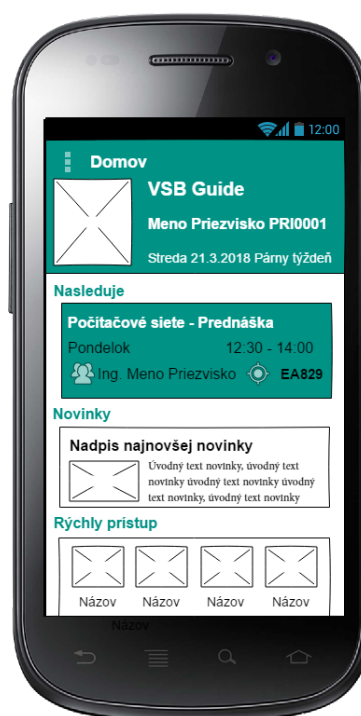 12:00
Domov
VSB Guide
Meno Priezvisko PRI0001
Streda 21.3.2018 Párny týždeň
Nasleduje
Počítačové siete - Prednáška
Pondelok 12:30 - 14:00
Ing. Meno Priezvisko EA829
Novinky
Nadpis najnovšej novinky
Úvodný text novinky, úvodný text
novinky úvodný text novinky úvodný
text novinky, úvodný text novinky
Rýchly prístup
Názov Názov Názov Názov
Názov